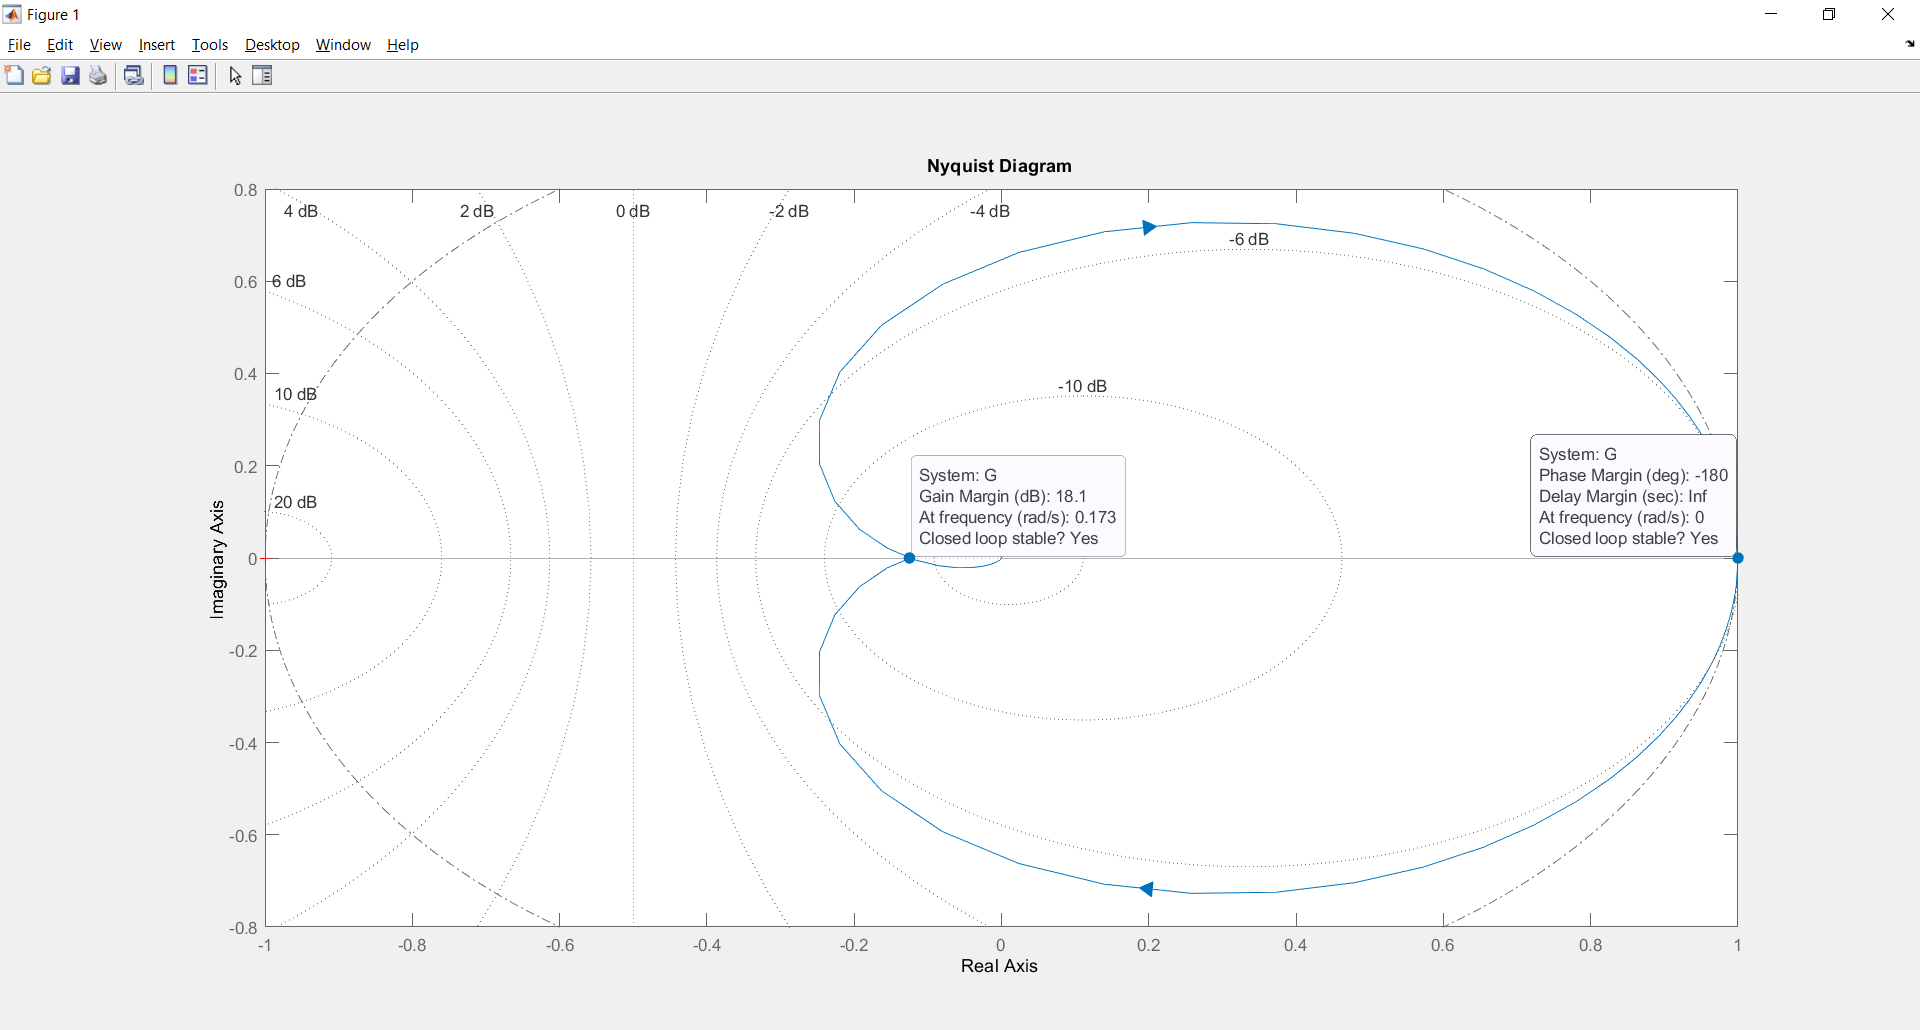 Figure 1
File Edit View Insert Tools Desktop Window Help
Nyquist Diagram
0.8
4 dB
2 dB
0 dB
-2 dB
-4 dB
-6 dB
0.6
6 dB
0.4
10 dB
-10 dB
0.2
20 dB
System: G
Gain Margin (dB): 18.1
At frequency (rad/s): 0.173
Closed loop stable? Yes
System: G
Phase Margin (deg): -180
Delay Margin (sec): Inf
At frequency (rad/s): 0
Closed loop stable? Yes
Imaginary Axis
0
-0.2
-0.4
-0.6
-0.8
-1 -0.8 -0.6 -0.4 -0.2 0 0.2 0.4 0.6 0.8 1
Real Axis